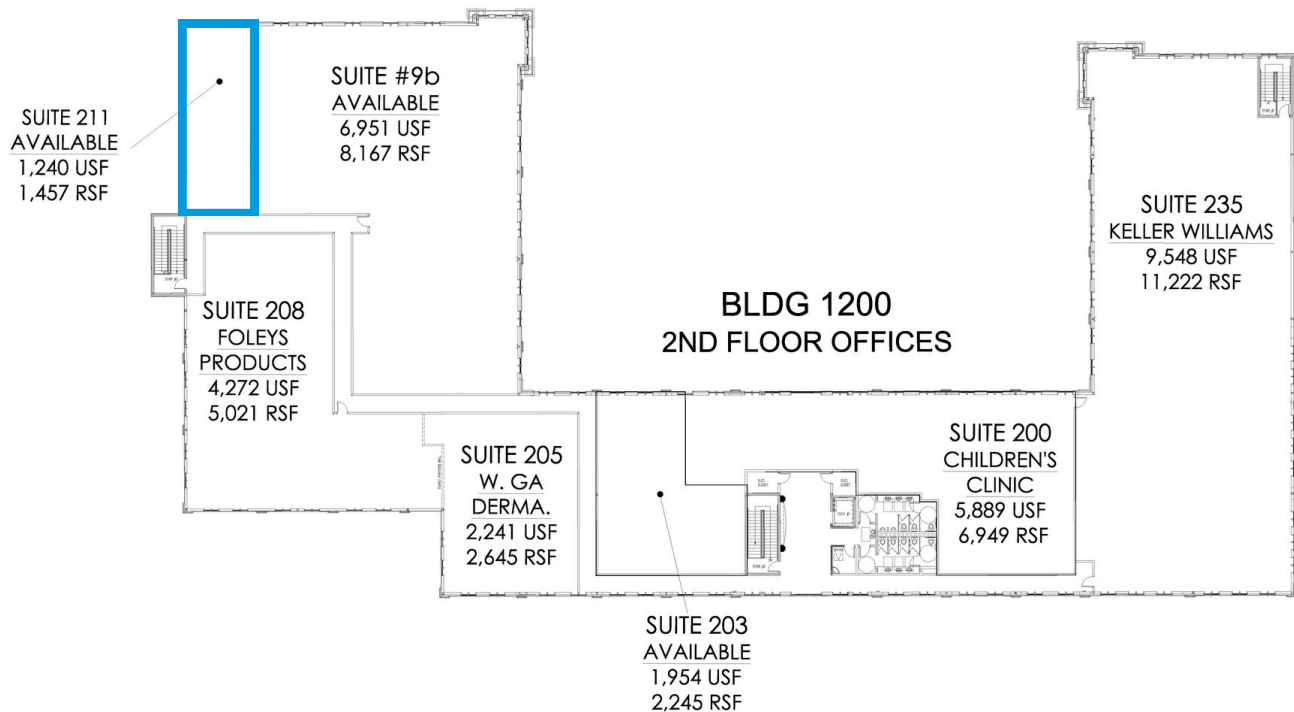 SUITE 211
AVAILABLE
1,240 USF
1,457 RSF
SUITE #9b
AVAILABLE
6,951 USF
8,167 RSF
SUITE 235
KELLER WILLIAMS
9,548 USF
11,222 RSF
SUITE 208
FOLEYS
PRODUCTS
4,272 USF
5,021 RSF
BLDG 1200
2ND FLOOR OFFICES
SUITE 205
W. GA
DERMA.
2,241 USF
2,645 RSF
SUITE 200
CHILDREN'S
CLINIC
5,889 USF
6,949 RSF
SUITE 203
AVAILABLE
1,954 USF
2,245 RSF